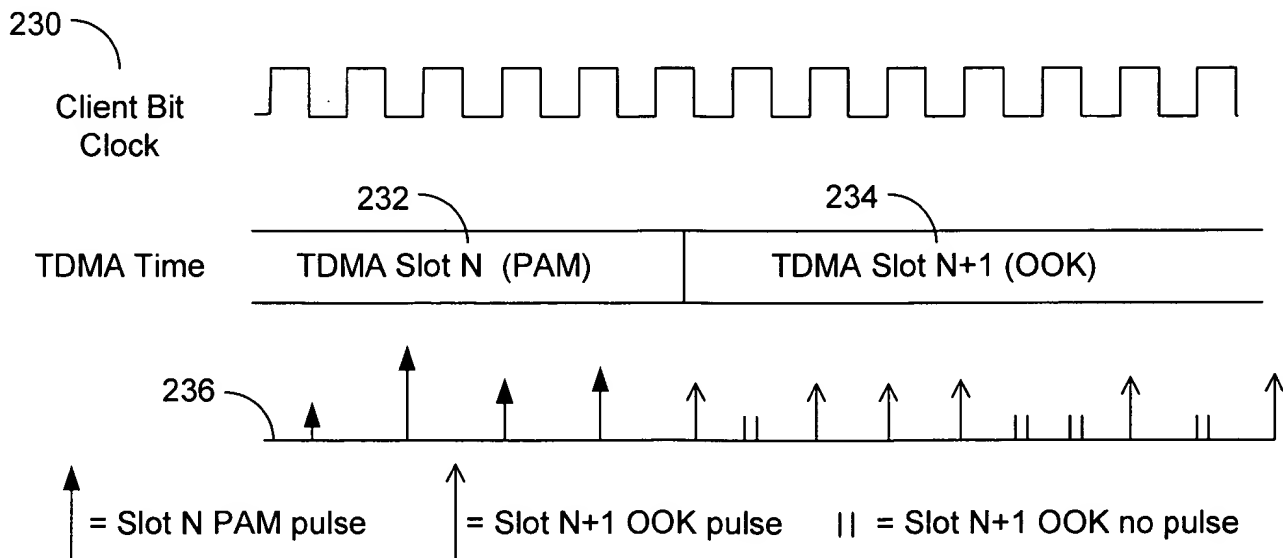 230
Client Bit
Clock
232
234
TDMA Time
TDMA Slot N (PAM)
TDMA Slot N+1 (OOK)
236
= Slot N PAM pulse
= Slot N+1 OOK pulse
|| = Slot N+1 OOK no pulse